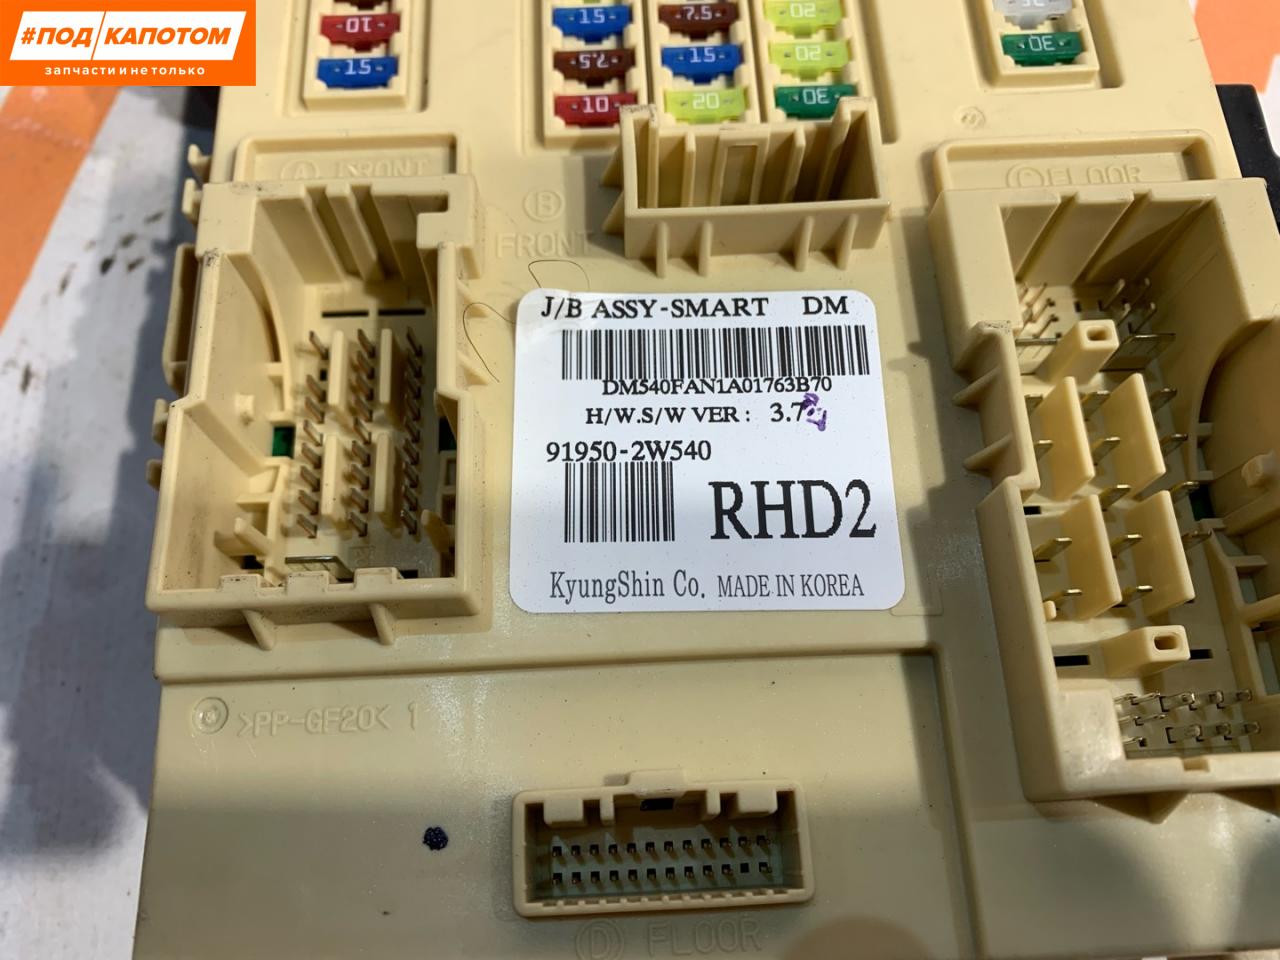 #ПОД/КАПОТОМ
запчасти и не только
10
15
15
7.5
10
7.5
15
20
20
20
30
30
A FRONT
B
FRONT
C FLOOR
J/B ASSY-SMART DM
DM540FAN1A01763B70
H/W.S/W VER : 3.7
91950-2W540
RHD2
KyungShin Co. MADE IN KOREA
>PP-GF20< 1
D FLOOR